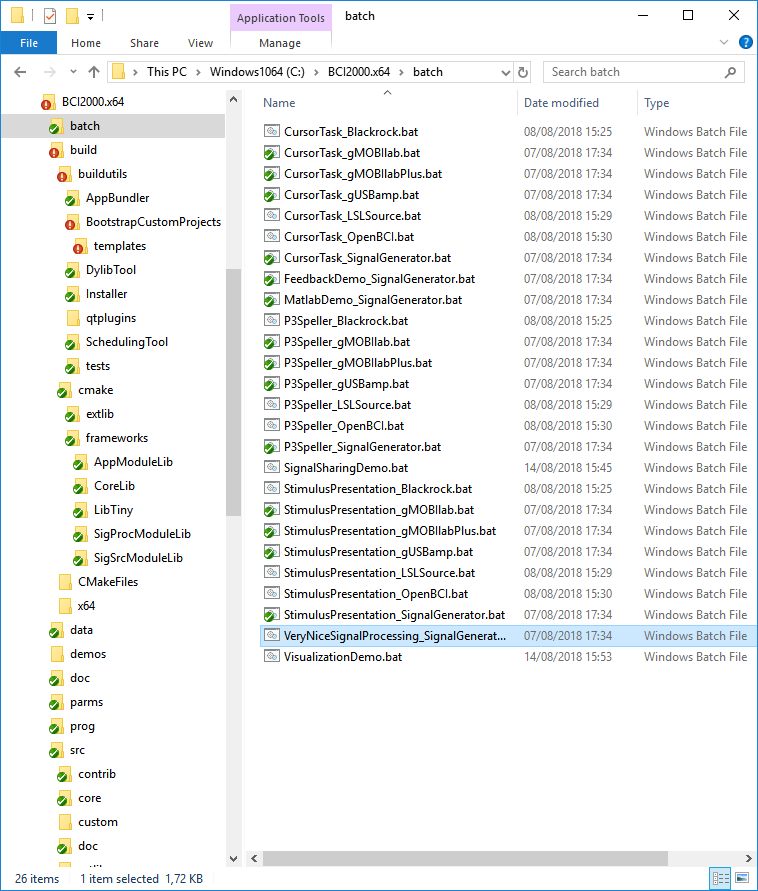 Application Tools
batch
File
Home
Share
View
Manage
This PC
Windows1064 (C:)
BCI2000.x64
batch
Search batch
BCI2000.x64
batch
build
buildutils
AppBundler
BootstrapCustomProjects
templates
DylibTool
Installer
qtplugins
SchedulingTool
tests
cmake
extlib
frameworks
AppModuleLib
CoreLib
LibTiny
SigProcModuleLib
SigSrcModuleLib
CMakeFiles
x64
data
demos
doc
parms
prog
src
contrib
core
custom
doc
Name Date modified Type
CursorTask_Blackrock.bat 08/08/2018 15:25 Windows Batch File
CursorTask_gMOBIlab.bat 07/08/2018 17:34 Windows Batch File
CursorTask_gMOBIlabPlus.bat 07/08/2018 17:34 Windows Batch File
CursorTask_gUSBamp.bat 07/08/2018 17:34 Windows Batch File
CursorTask_LSLSource.bat 08/08/2018 15:29 Windows Batch File
CursorTask_OpenBCI.bat 08/08/2018 15:30 Windows Batch File
CursorTask_SignalGenerator.bat 07/08/2018 17:34 Windows Batch File
FeedbackDemo_SignalGenerator.bat 07/08/2018 17:34 Windows Batch File
MatlabDemo_SignalGenerator.bat 07/08/2018 17:34 Windows Batch File
P3Speller_Blackrock.bat 08/08/2018 15:25 Windows Batch File
P3Speller_gMOBIlab.bat 07/08/2018 17:34 Windows Batch File
P3Speller_gMOBIlabPlus.bat 07/08/2018 17:34 Windows Batch File
P3Speller_gUSBamp.bat 07/08/2018 17:34 Windows Batch File
P3Speller_LSLSource.bat 08/08/2018 15:29 Windows Batch File
P3Speller_OpenBCI.bat 08/08/2018 15:30 Windows Batch File
P3Speller_SignalGenerator.bat 07/08/2018 17:34 Windows Batch File
SignalSharingDemo.bat 14/08/2018 15:45 Windows Batch File
StimulusPresentation_Blackrock.bat 08/08/2018 15:25 Windows Batch File
StimulusPresentation_gMOBIlab.bat 07/08/2018 17:34 Windows Batch File
StimulusPresentation_gMOBIlabPlus.bat 07/08/2018 17:34 Windows Batch File
StimulusPresentation_gUSBamp.bat 07/08/2018 17:34 Windows Batch File
StimulusPresentation_LSLSource.bat 08/08/2018 15:29 Windows Batch File
StimulusPresentation_OpenBCI.bat 08/08/2018 15:30 Windows Batch File
StimulusPresentation_SignalGenerator.bat 07/08/2018 17:34 Windows Batch File
VeryNiceSignalProcessing_SignalGenerat... 07/08/2018 17:34 Windows Batch File
VisualizationDemo.bat 14/08/2018 15:53 Windows Batch File
26 items
1 item selected 1,72 KB